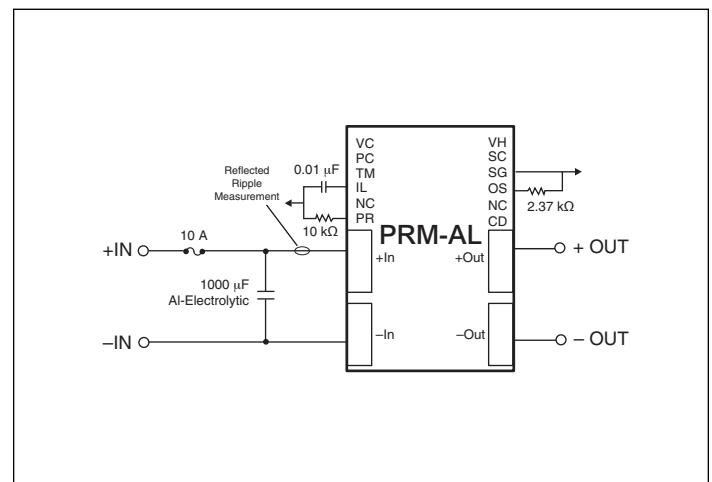 VC
PC
TM
IL
NC
PR
VH
SC
SG
OS
NC
CD
0.01 μF
10 kΩ
2.37 kΩ
Reflected
Ripple
Measurement
PRM-AL
10 A
+IN
+In
+Out
+ OUT
1000 μF
Al-Electrolytic
–IN
–In
–Out
– OUT